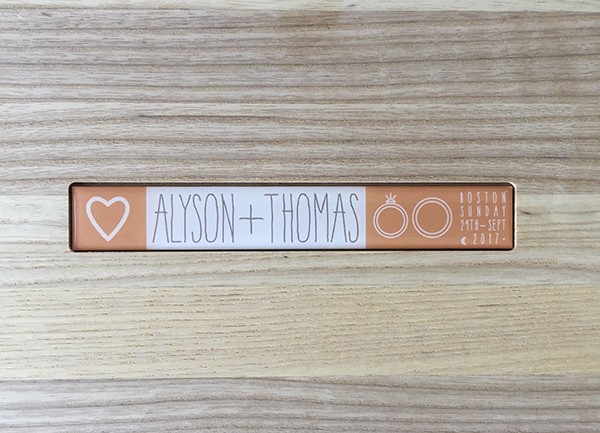 ALYSON+THOMAS
BOSTON
SUNDAY
24TH-SEPT
2017